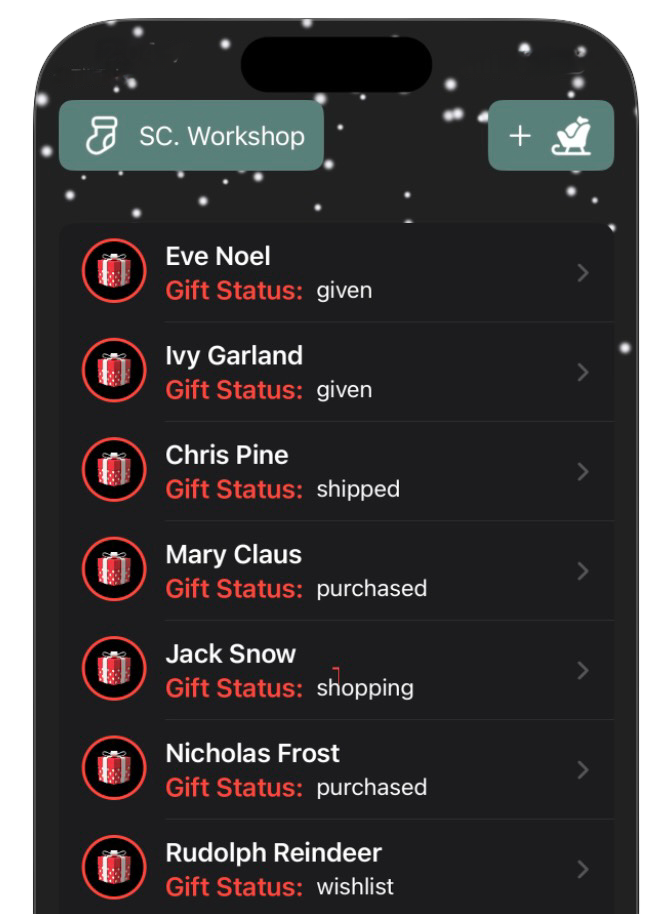 SC. Workshop
+
Eve Noel
Gift Status: given
Ivy Garland
Gift Status: given
Chris Pine
Gift Status: shipped
Mary Claus
Gift Status: purchased
Jack Snow
Gift Status: shopping
Nicholas Frost
Gift Status: purchased
Rudolph Reindeer
Gift Status: wishlist